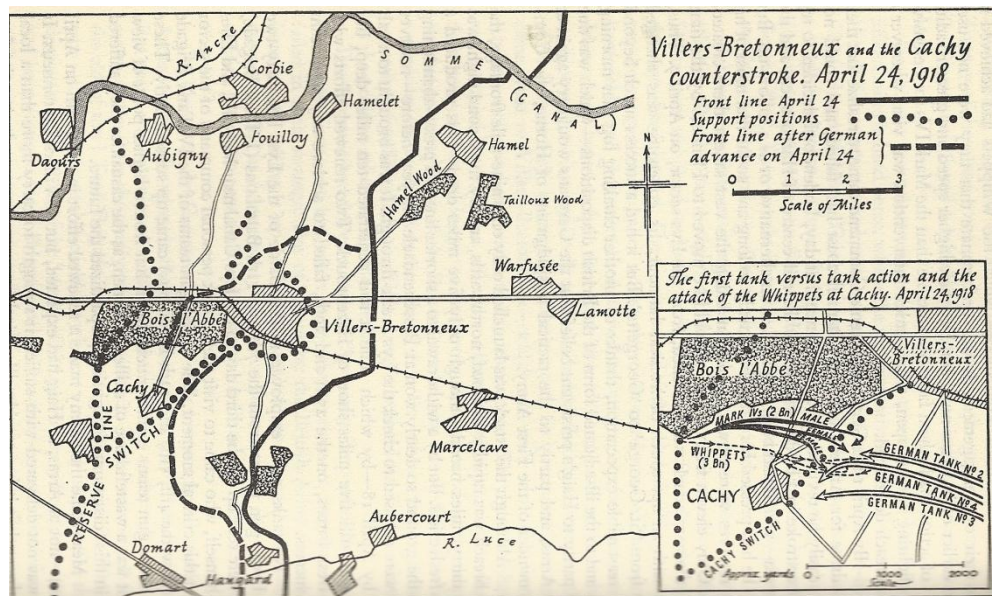 Villers-Bretonneux and the Cachy
counterstroke. April 24, 1918
Front line April 24
Support positions
Front line after German
advance on April 24
0 1 2 3
Scale of Miles
N
R. Ancre
SOMME
(CANAL)
Corbie
Hamelet
Daours
Aubigny
Fouilloy
Hamel
Hamel Wood
Tailloux Wood
Warfusée
Lamotte
Bois l'Abbé
Villers-Bretonneux
Cachy
RESERVE LINE
SWITCH
Marcelcave
Aubercourt
R. Luce
Domart
Hangard
The first tank versus tank action and the
attack of the Whippets at Cachy. April 24, 1918
Villers-
Bretonneux
Bois l'Abbé
MARK IVs (2 Bn) MALE
FEMALE
FEMALE
WHIPPETS
(3 Bn)
GERMAN TANK No 2
GERMAN TANK No 4
GERMAN TANK No 3
CACHY
CACHY SWITCH
Approx yards
0 1000 2000
Scale